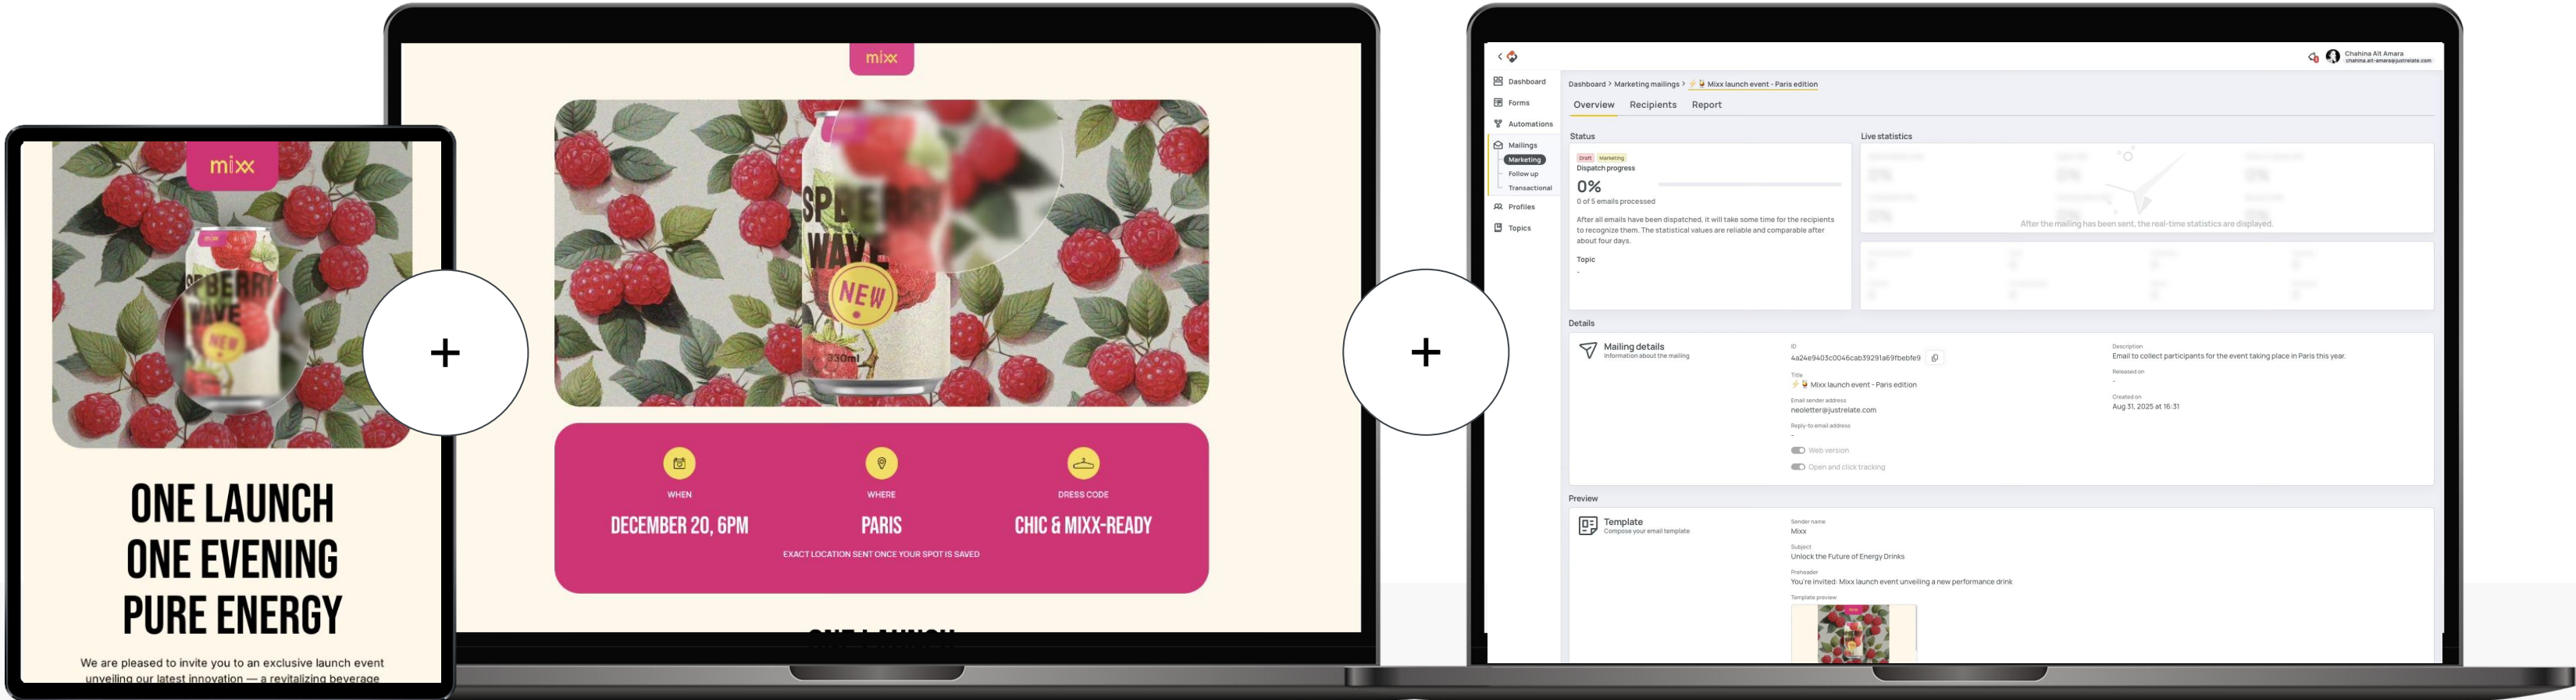 mixx
SPBERRY
WAVE
NEW
ONE LAUNCH
ONE EVENING
PURE ENERGY
We are pleased to invite you to an exclusive launch event
unveiling our latest innovation — a revitalizing beverage
+
mixx
WAVE
NEW
330ml
WHEN
DECEMBER 20, 6PM
WHERE
PARIS
DRESS CODE
CHIC & MIXX-READY
EXACT LOCATION SENT ONCE YOUR SPOT IS SAVED
+
Chahina Ait Amara
chahina.ait-amara@justrelate.com
Dashboard
Forms
Automations
Mailings
Marketing
Follow up
Transactional
Profiles
Topics
Dashboard > Marketing mailings > ⚡🍹 Mixx launch event - Paris edition
Overview Recipients Report
Status
Draft Marketing
Dispatch progress
0%
0 of 5 emails processed
After all emails have been dispatched, it will take some time for the recipients
to recognize them. The statistical values are reliable and comparable after
about four days.
Topic
-
Live statistics
After the mailing has been sent, the real-time statistics are displayed.
Details
Mailing details
Information about the mailing
ID
4a24e9403c0046cab39291a69fbebfe9
Title
⚡🍹 Mixx launch event - Paris edition
Email sender address
neoletter@justrelate.com
Reply-to email address
-
Web version
Open and click tracking
Description
Email to collect participants for the event taking place in Paris this year.
Released on
-
Created on
Aug 31, 2025 at 16:31
Preview
Template
Compose your email template
Sender name
Mixx
Subject
Unlock the Future of Energy Drinks
Preheader
You're invited: Mixx launch event unveiling a new performance drink
Template preview